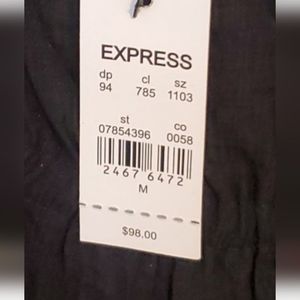 EXPRESS
dp cl sz
94 785 1103
st co
07854396 0058
2467 6472
M
$98.00